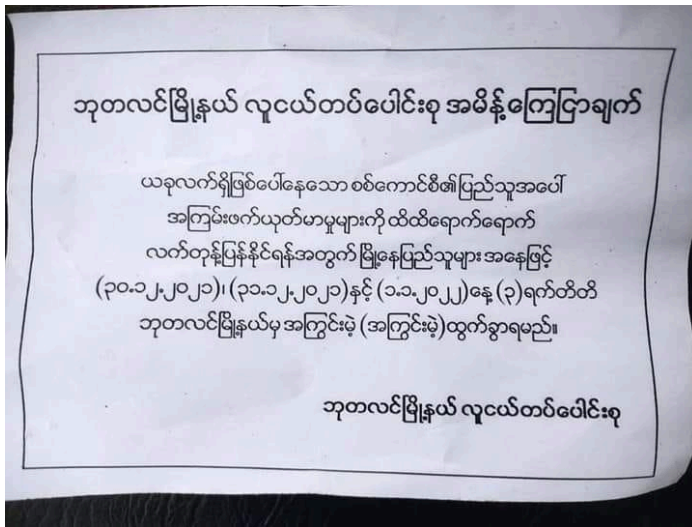 ဘုတလင်မြို့နယ် လူငယ်တပ်ပေါင်းစု အမိန့်ကြေငြာချက်
ယခုလက်ရှိဖြစ်ပေါ်နေသော စစ်ကောင်စီ၏ပြည်သူအပေါ်
အကြမ်းဖက်ယုတ်မာမှုများကို ထိထိရောက်ရောက်
လက်တုန့်ပြန်နိုင်ရန်အတွက် မြို့နေပြည်သူများ အနေဖြင့်
(၃၀.၁၂.၂၀၂၁)၊ (၃၁.၁၂.၂၀၂၁)နှင့် (၁.၁.၂၀၂၂)နေ့ (၃)ရက်တိတိ
ဘုတလင်မြို့နယ်မှ အကြွင်းမဲ့ (အကြွင်းမဲ့)ထွက်ခွာရမည်။
ဘုတလင်မြို့နယ် လူငယ်တပ်ပေါင်းစု